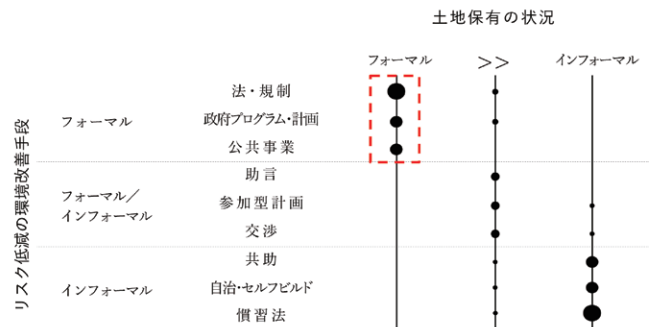 土地保有の状況
フォーマル
>>
インフォーマル
リスク低減の環境改善手段
フォーマル
法・規制
政府プログラム・計画
公共事業
フォーマル／
インフォーマル
助言
参加型計画
交渉
インフォーマル
共助
自治・セルフビルド
慣習法